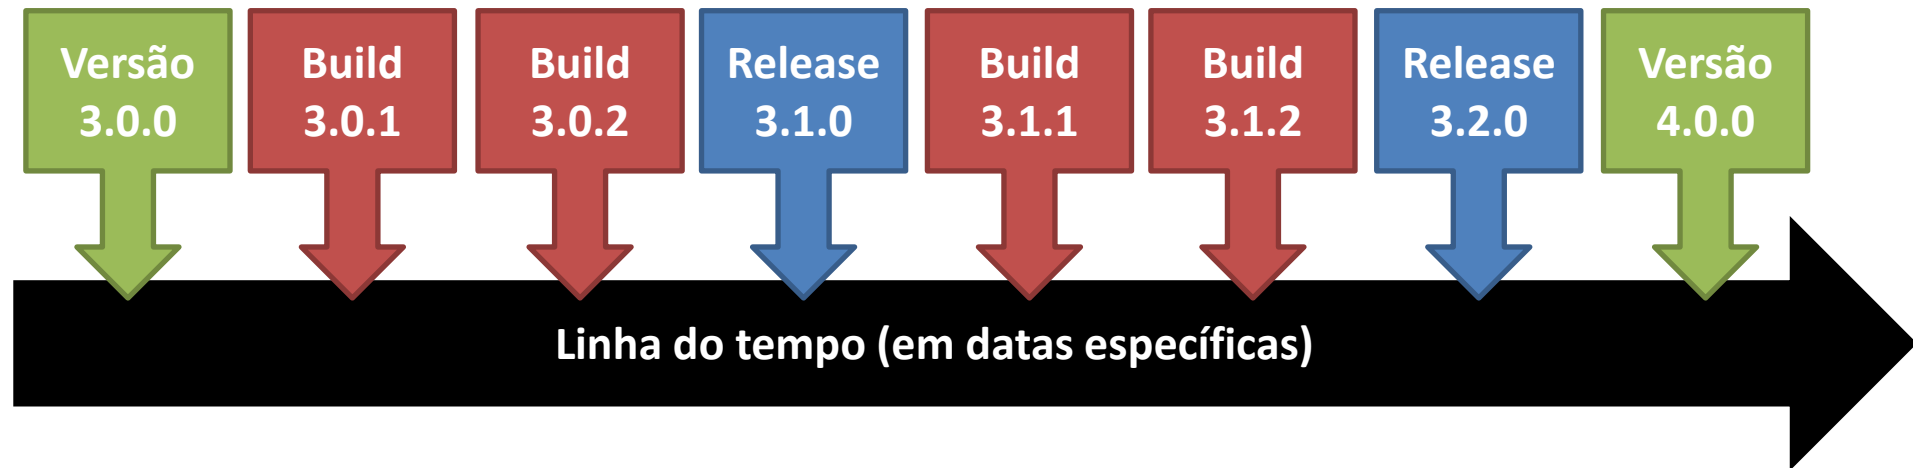 Versão
3.0.0
Build
3.0.1
Build
3.0.2
Release
3.1.0
Build
3.1.1
Build
3.1.2
Release
3.2.0
Versão
4.0.0
Linha do tempo (em datas específicas)